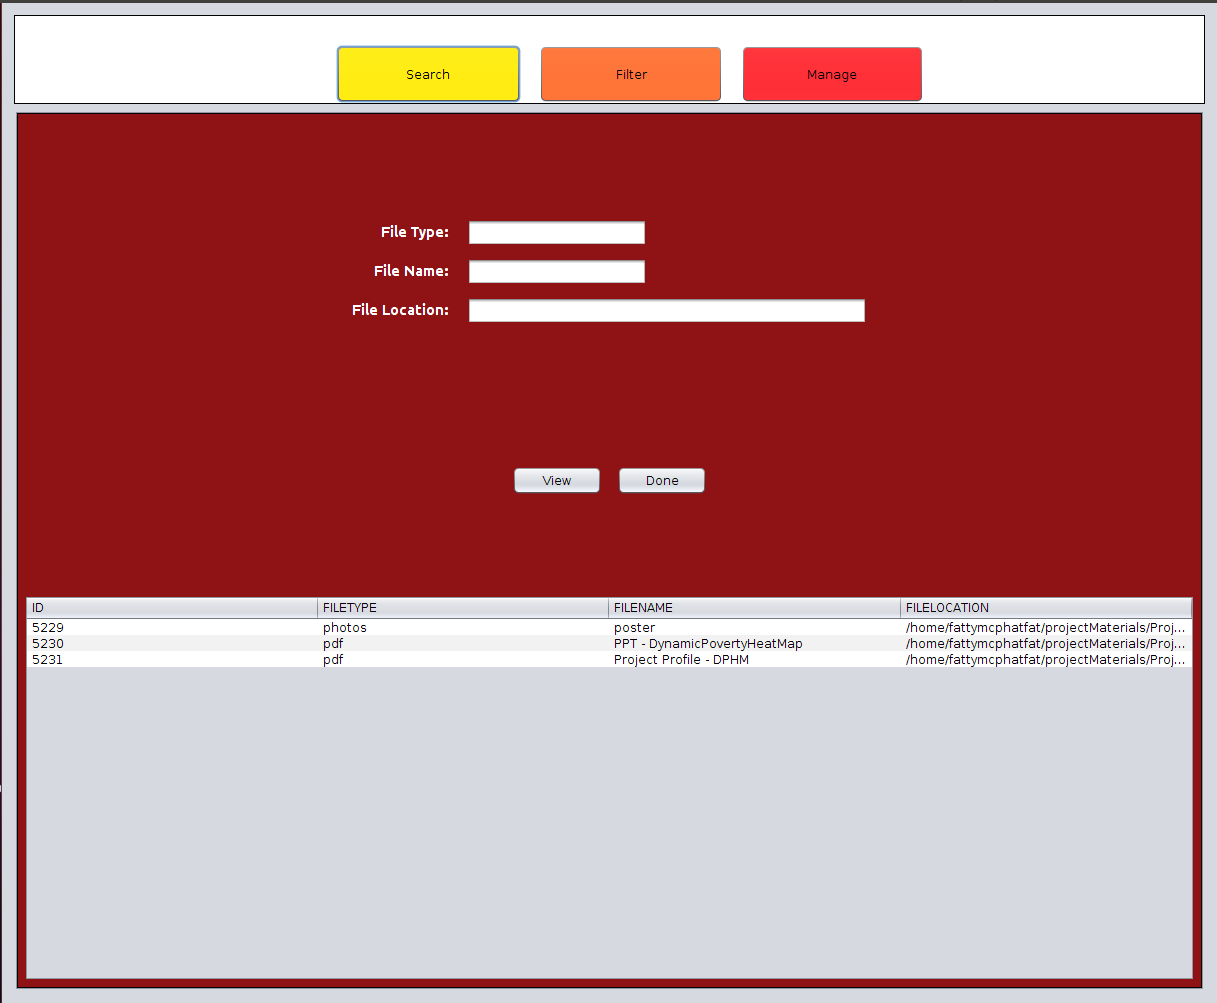 Search Filter Manage
File Type:
File Name:
File Location:
View Done
ID FILETYPE FILENAME FILELOCATION
5229 photos poster /home/fattymcphatfat/projectMaterials/Proj...
5230 pdf PPT - DynamicPovertyHeatMap /home/fattymcphatfat/projectMaterials/Proj...
5231 pdf Project Profile - DPHM /home/fattymcphatfat/projectMaterials/Proj...